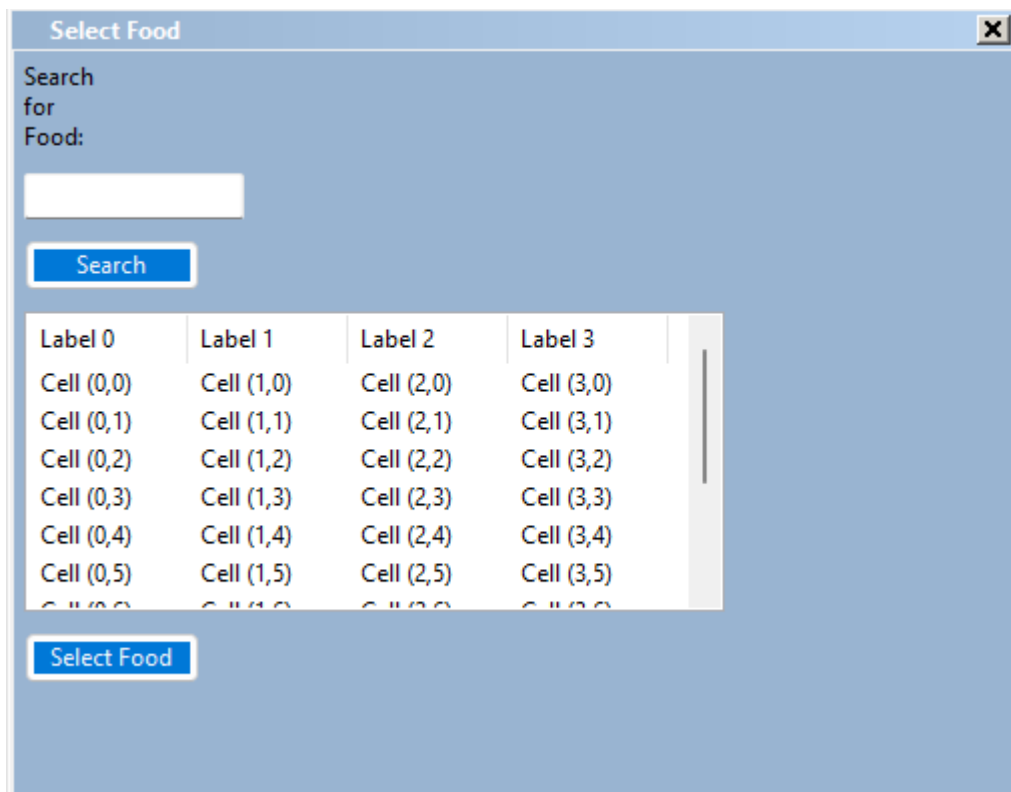 Select Food
Search
for
Food:
Search
Label 0 Label 1 Label 2 Label 3
Cell (0,0) Cell (1,0) Cell (2,0) Cell (3,0)
Cell (0,1) Cell (1,1) Cell (2,1) Cell (3,1)
Cell (0,2) Cell (1,2) Cell (2,2) Cell (3,2)
Cell (0,3) Cell (1,3) Cell (2,3) Cell (3,3)
Cell (0,4) Cell (1,4) Cell (2,4) Cell (3,4)
Cell (0,5) Cell (1,5) Cell (2,5) Cell (3,5)
Select Food